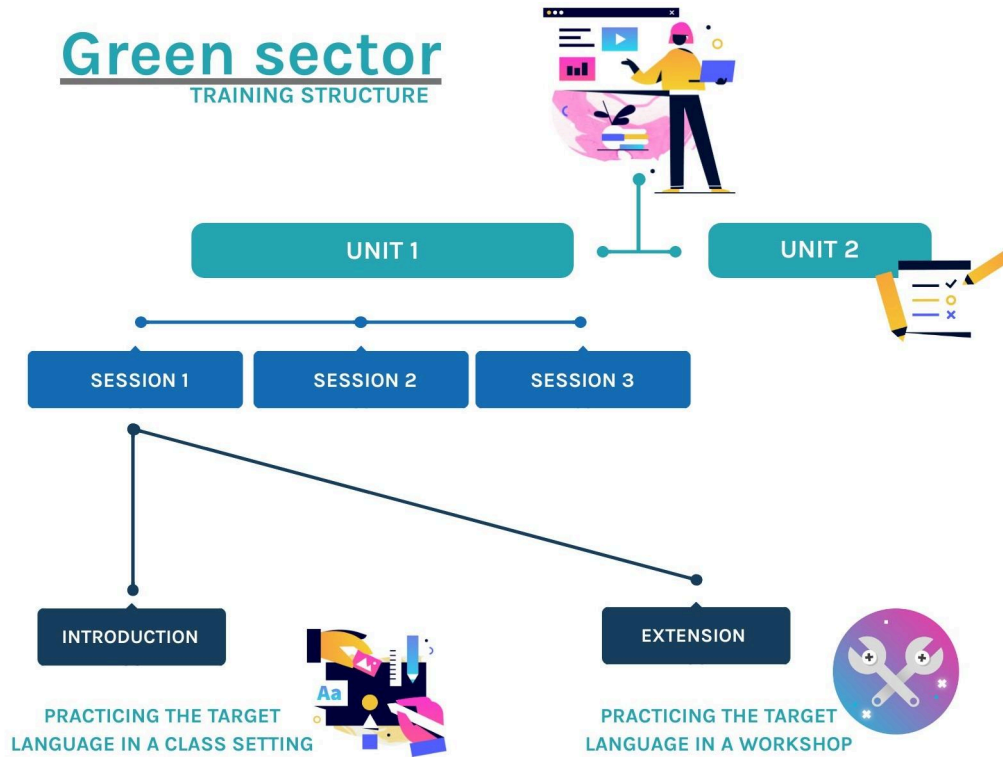 Green sector
TRAINING STRUCTURE
UNIT 1
UNIT 2
SESSION 1
SESSION 2
SESSION 3
INTRODUCTION
EXTENSION
Aa
PRACTICING THE TARGET
LANGUAGE IN A CLASS SETTING
PRACTICING THE TARGET
LANGUAGE IN A WORKSHOP